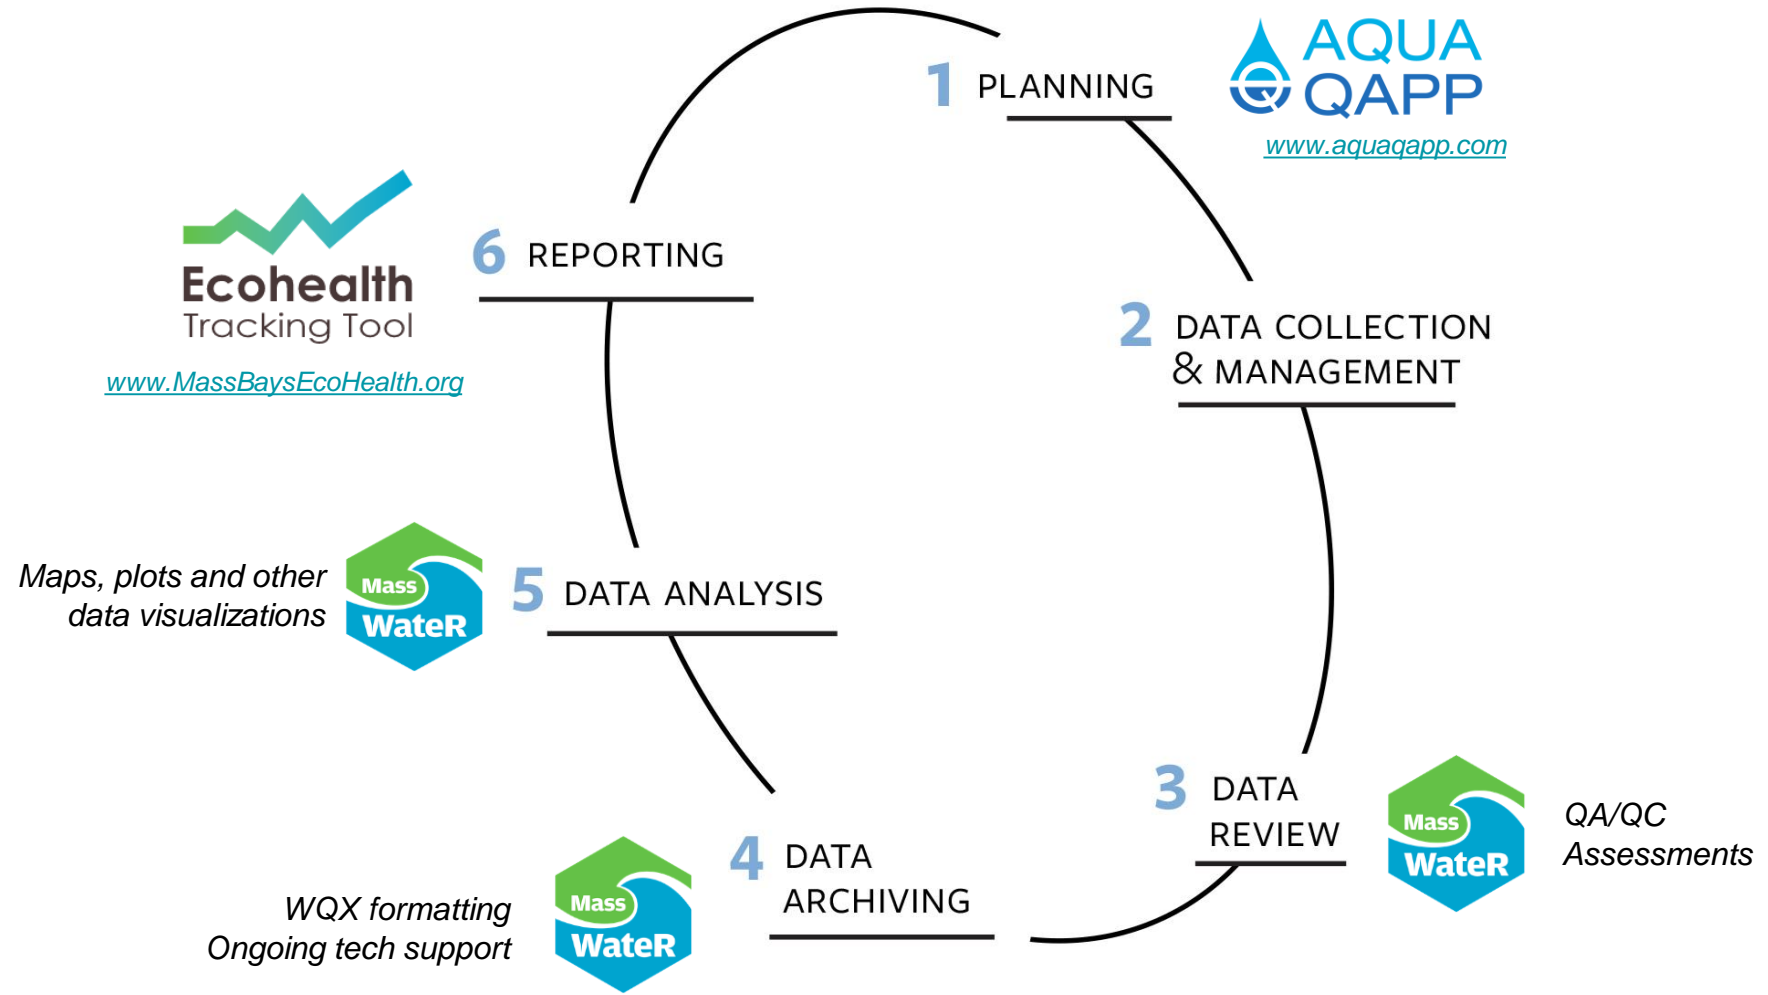 1 PLANNING
AQUA
QAPP
www.aquaqapp.com
2 DATA COLLECTION
& MANAGEMENT
3 DATA
REVIEW
Mass
WateR
QA/QC
Assessments
4 DATA
ARCHIVING
Mass
WateR
WQX formatting
Ongoing tech support
5 DATA ANALYSIS
Mass
WateR
Maps, plots and other
data visualizations
6 REPORTING
Ecohealth
Tracking Tool
www.MassBaysEcoHealth.org